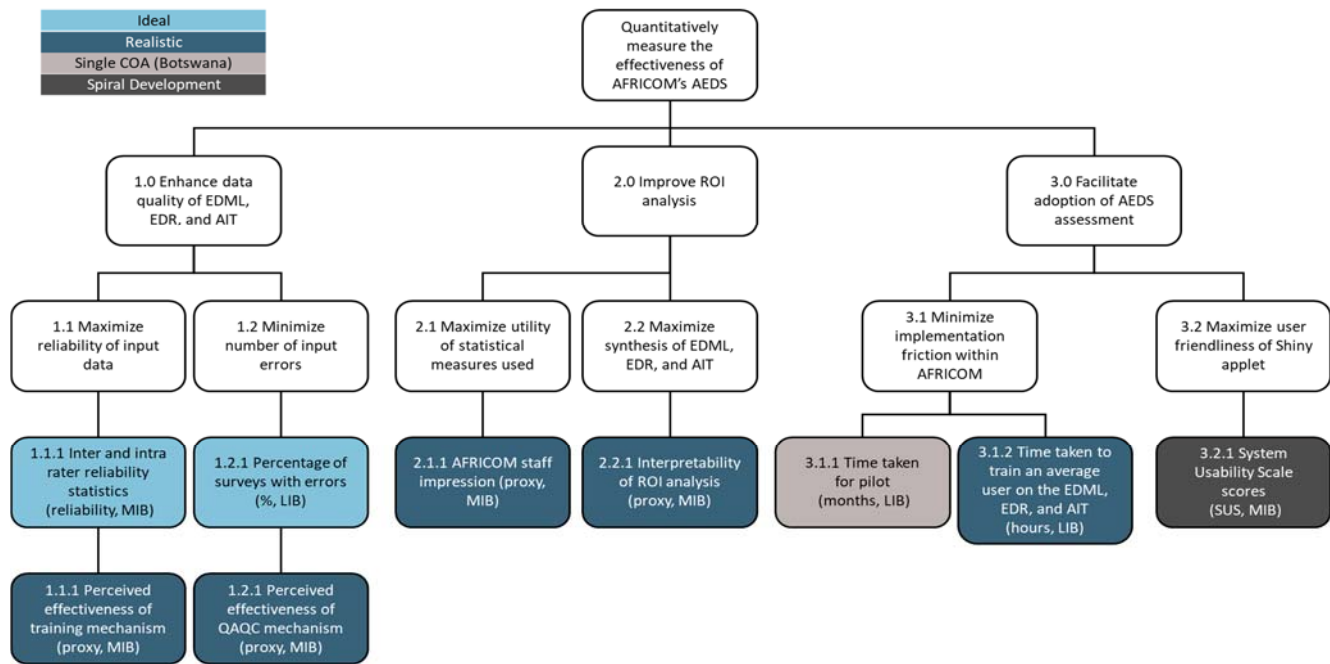 Ideal
Realistic
Single COA (Botswana)
Spiral Development
Quantitatively
measure the
effectiveness of
AFRICOM's AEDS
1.0 Enhance data
quality of EDML,
EDR, and AIT
2.0 Improve ROI
analysis
3.0 Facilitate
adoption of AEDS
assessment
1.1 Maximize
reliability of input
data
1.2 Minimize
number of input
errors
2.1 Maximize utility
of statistical
measures used
2.2 Maximize
synthesis of EDML,
EDR, and AIT
3.1 Minimize
implementation
friction within
AFRICOM
3.2 Maximize user
friendliness of Shiny
applet
1.1.1 Inter and intra
rater reliability
statistics
(reliability, MIB)
1.2.1 Percentage of
surveys with errors
(%, LIB)
2.1.1 AFRICOM staff
impression (proxy,
MIB)
2.2.1 Interpretability
of ROI analysis
(proxy, MIB)
3.1.1 Time taken
for pilot
(months, LIB)
3.1.2 Time taken to
train an average
user on the EDML,
EDR, and AIT
(hours, LIB)
3.2.1 System
Usability Scale
scores
(SUS, MIB)
1.1.1 Perceived
effectiveness of
training mechanism
(proxy, MIB)
1.2.1 Perceived
effectiveness of
QAQC mechanism
(proxy, MIB)